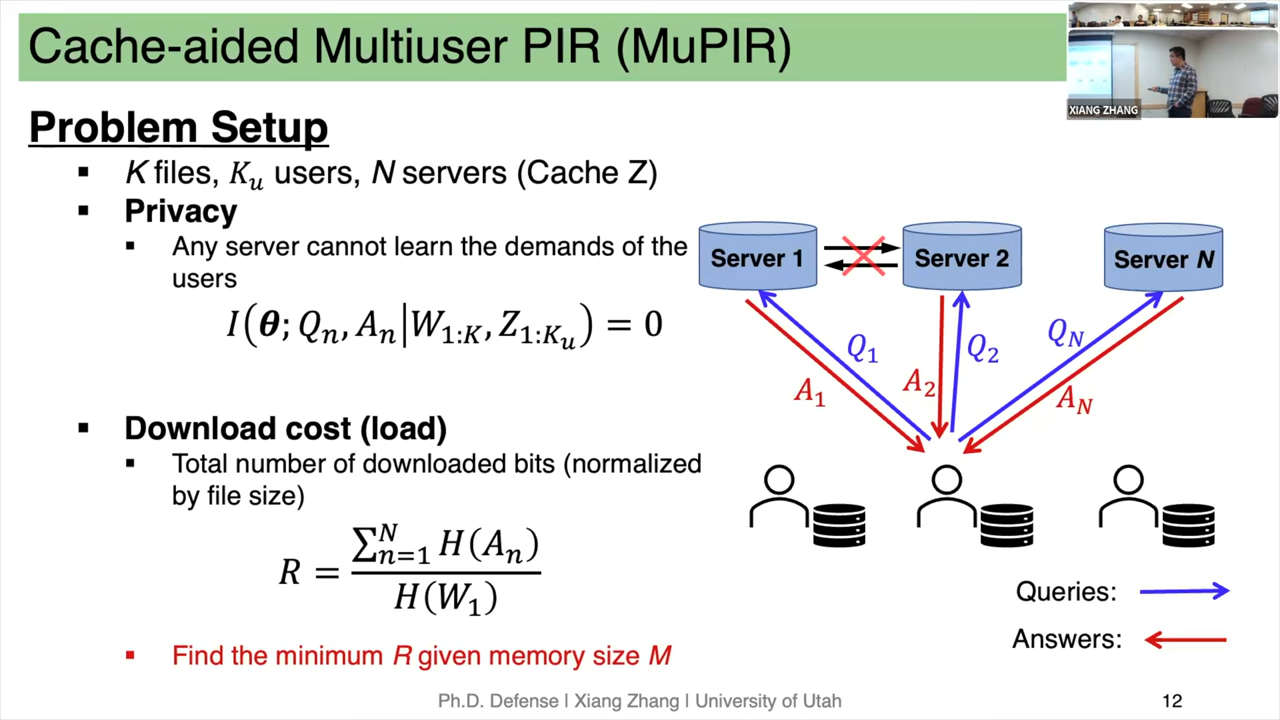 Cache-aided Multiuser PIR (MuPIR)
XIANG ZHANG
Problem Setup
▪ K files, K_u users, N servers (Cache Z)
▪ Privacy
▪ Any server cannot learn the demands of the
users
I(θ; Q_n, A_n|W_{1:K}, Z_{1:K_u}) = 0
▪ Download cost (load)
▪ Total number of downloaded bits (normalized
by file size)
R = \frac{∑_{n=1}^{N} H(A_n)}{H(W_1)}
▪ Find the minimum R given memory size M
Server 1
Server 2
Server N
Q_1
Q_2
Q_N
A_1
A_2
A_N
Queries:
Answers:
Ph.D. Defense | Xiang Zhang | University of Utah
12